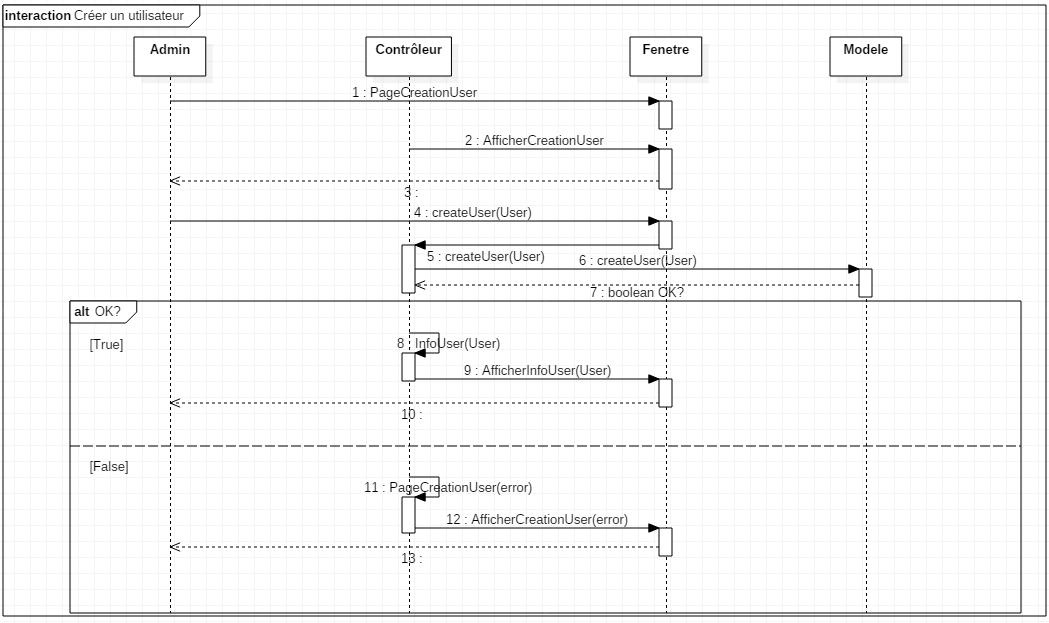 interaction Créer un utilisateur
Admin
Contrôleur
Fenetre
Modele
1 : PageCreationUser
2 : AfficherCreationUser
3 :
4 : createUser(User)
5 : createUser(User)
6 : createUser(User)
7 : boolean OK?
alt OK?
[True]
8 : InfoUser(User)
9 : AfficherInfoUser(User)
10 :
[False]
11 : PageCreationUser(error)
12 : AfficherCreationUser(error)
13 :